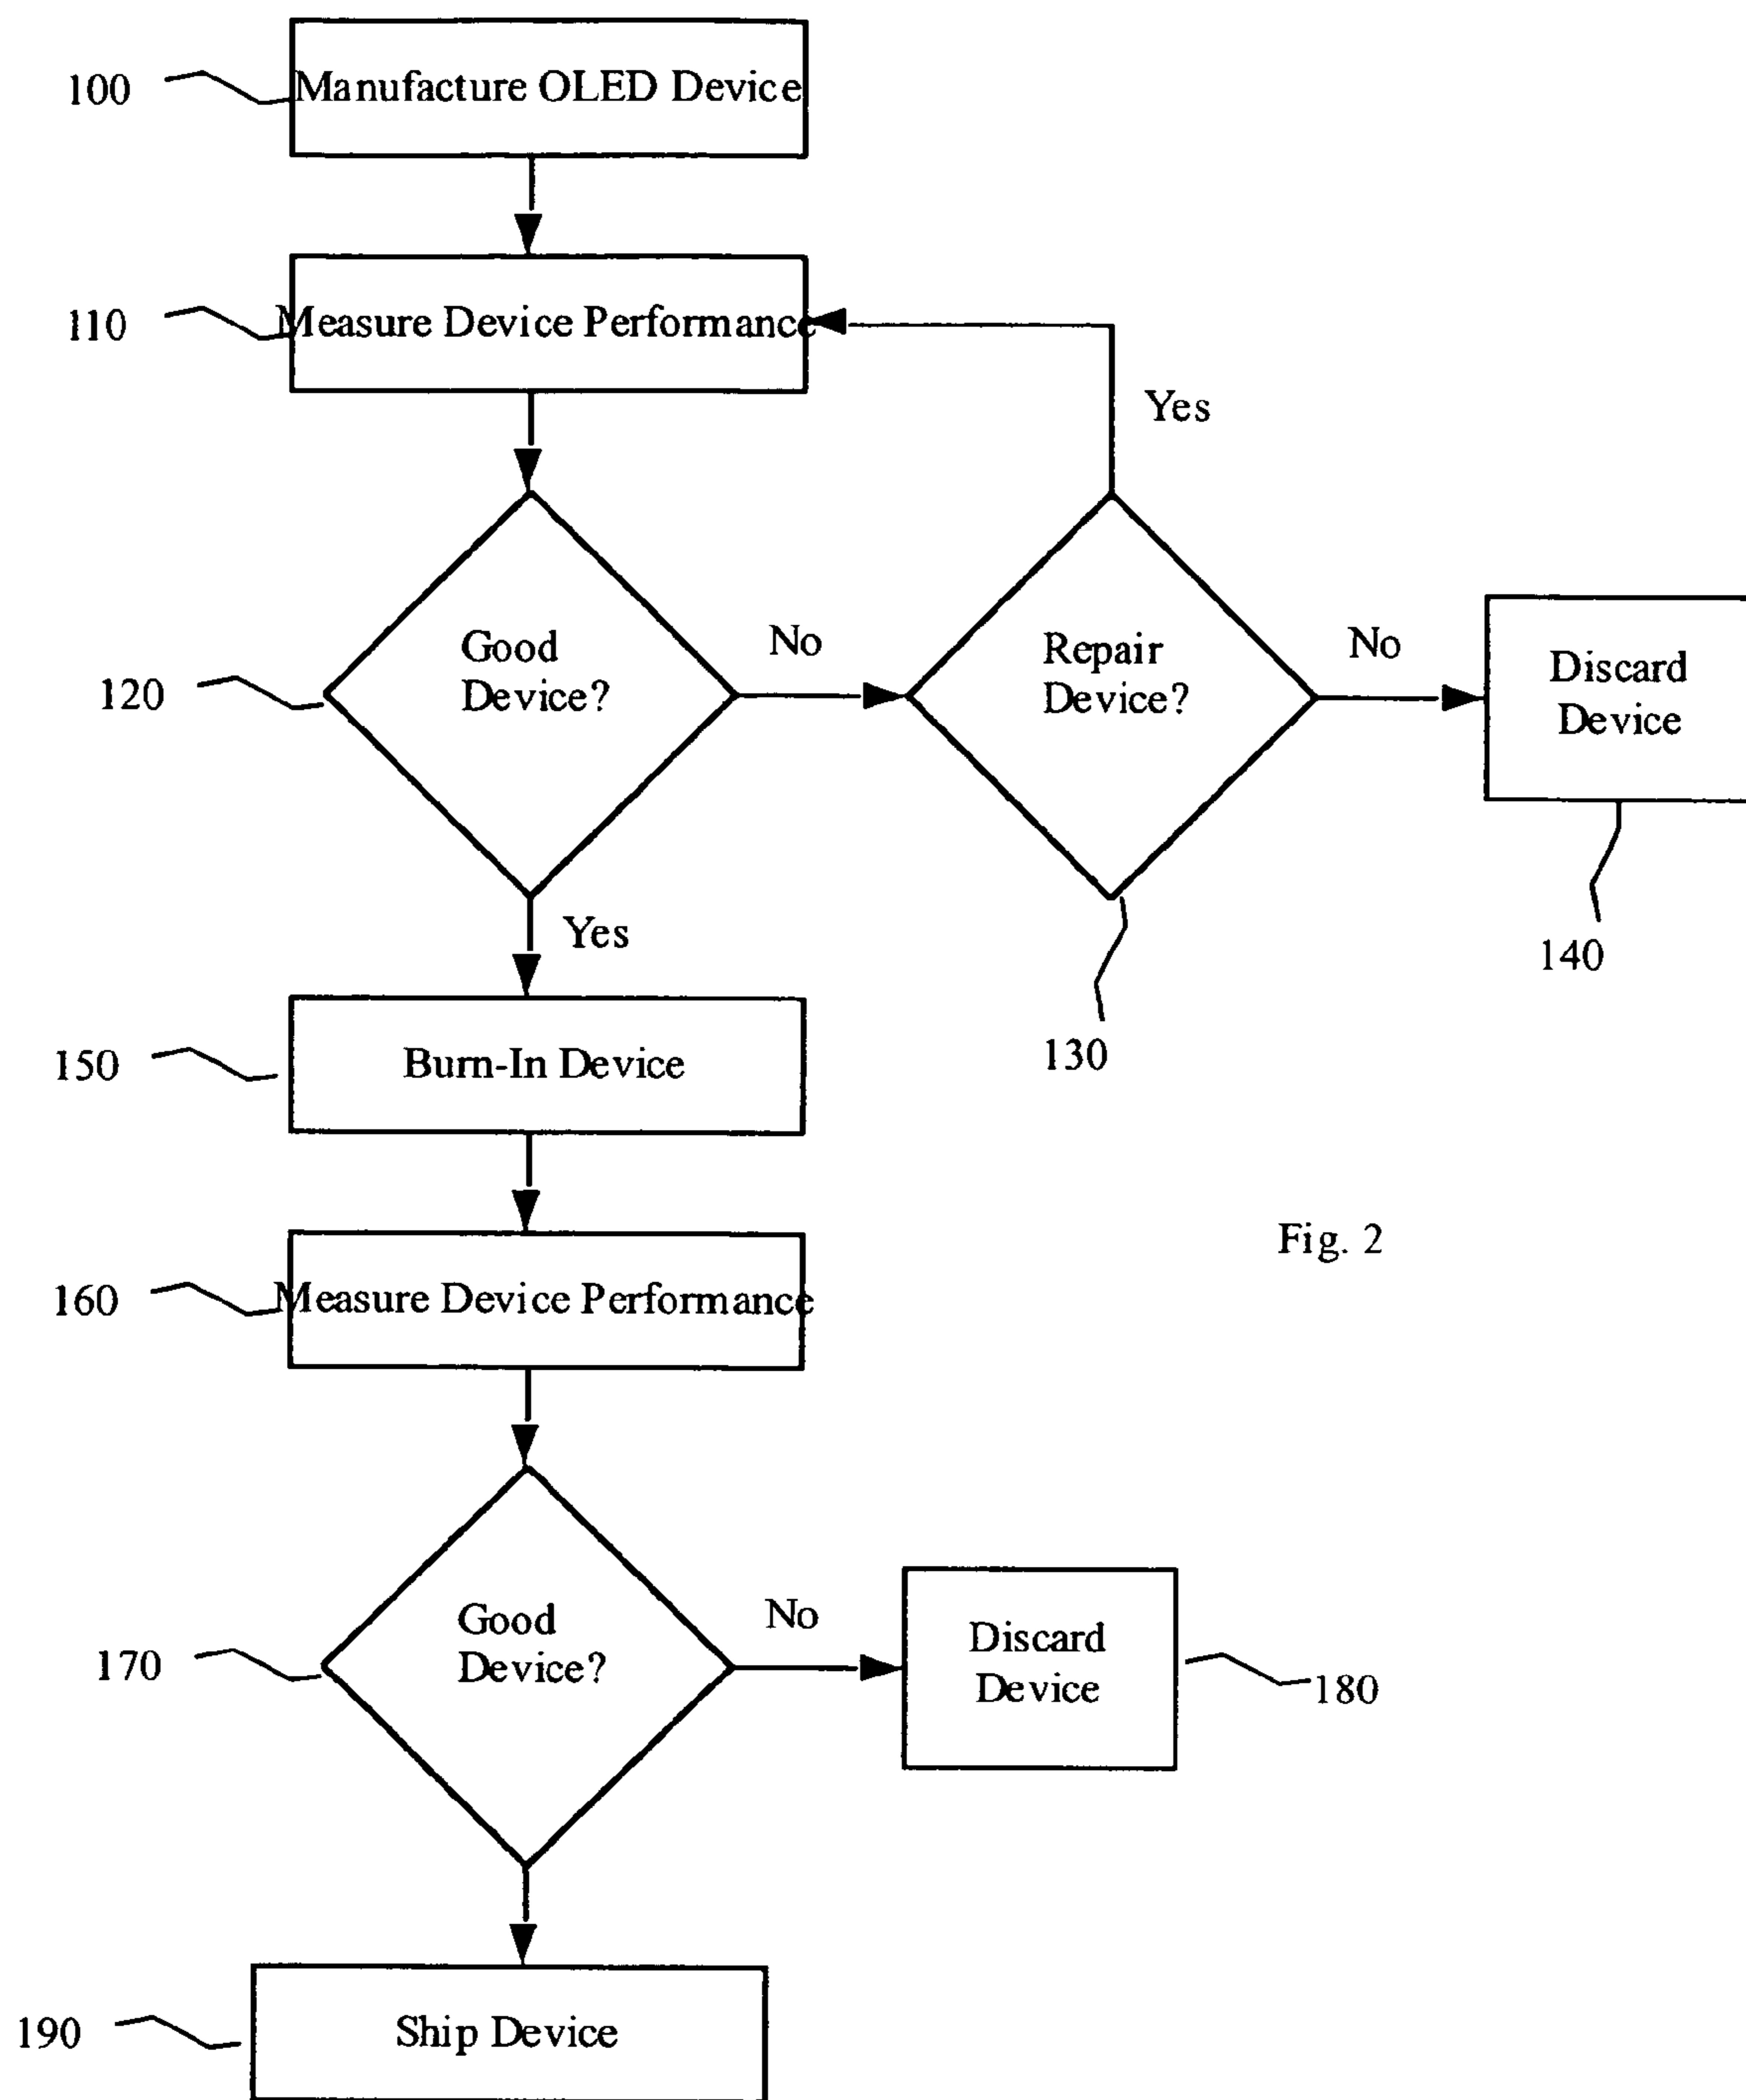 100
Manufacture OLED Device
110
Measure Device Performance
Yes
120
Good
Device?
No
Repair
Device?
No
Discard
Device
Yes
140
130
150
Burn-In Device
Fig. 2
160
Measure Device Performance
170
Good
Device?
No
Discard
Device
180
190
Ship Device